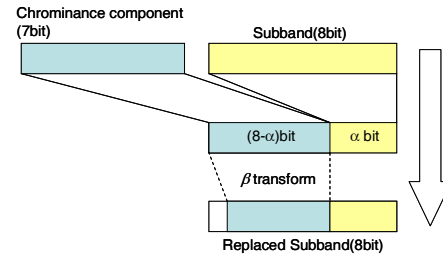 Chrominance component
(7bit)
Subband(8bit)
(8-α)bit
α bit
β transform
Replaced Subband(8bit)